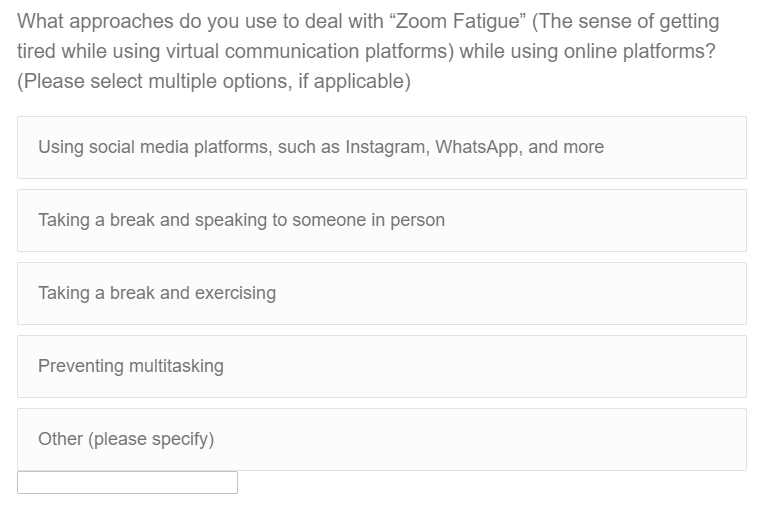 What approaches do you use to deal with “Zoom Fatigue” (The sense of getting
tired while using virtual communication platforms) while using online platforms?
(Please select multiple options, if applicable)
Using social media platforms, such as Instagram, WhatsApp, and more
Taking a break and speaking to someone in person
Taking a break and exercising
Preventing multitasking
Other (please specify)